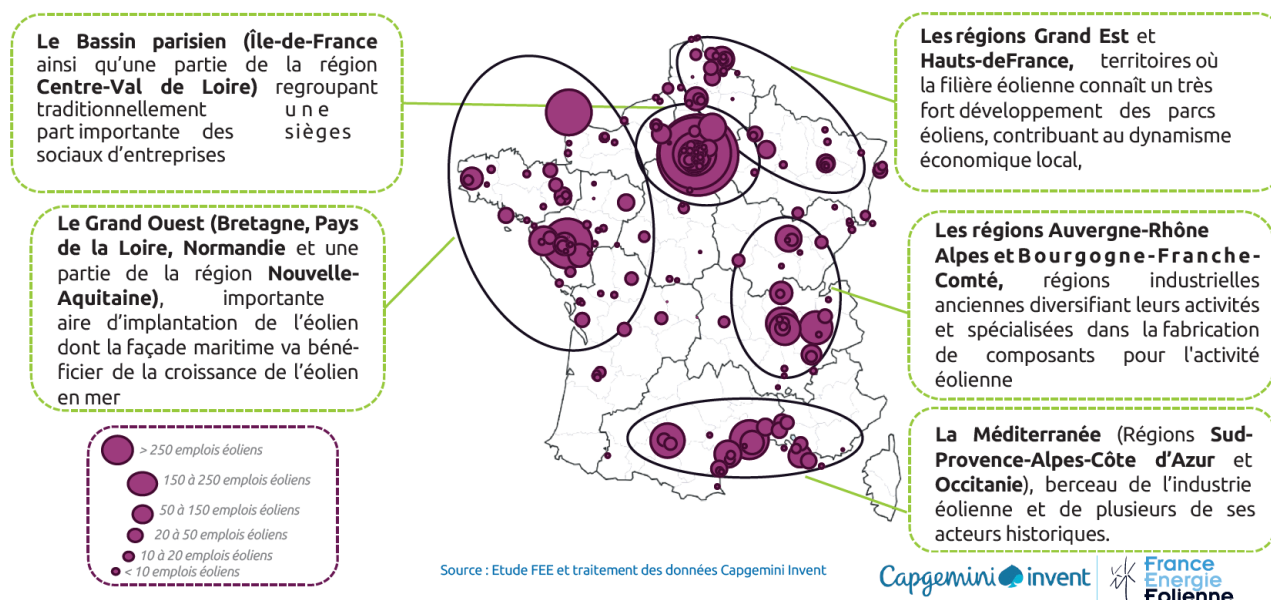 Le Bassin parisien (Île-de-France
ainsi qu'une partie de la région
Centre-Val de Loire) regroupant
traditionnellement une
part importante des sièges
sociaux d'entreprises
Le Grand Ouest (Bretagne, Pays
de la Loire, Normandie et une
partie de la région Nouvelle-
Aquitaine), importante
aire d'implantation de l'éolien
dont la façade maritime va béné-
ficier de la croissance de l'éolien
en mer
> 250 emplois éoliens
150 à 250 emplois éoliens
50 à 150 emplois éoliens
20 à 50 emplois éoliens
10 à 20 emplois éoliens
< 10 emplois éoliens
Les régions Grand Est et
Hauts-deFrance, territoires où
la filière éolienne connaît un très
fort développement des parcs
éoliens, contribuant au dynamisme
économique local,
Les régions Auvergne-Rhône
Alpes et Bourgogne-Franche-
Comté, régions industrielles
anciennes diversifiant leurs activités
et spécialisées dans la fabrication
de composants pour l'activité
éolienne
La Méditerranée (Régions Sud-
Provence-Alpes-Côte d'Azur et
Occitanie), berceau de l'industrie
éolienne et de plusieurs de ses
acteurs historiques.
Source : Etude FEE et traitement des données Capgemini Invent
Capgemini invent
France
Energie
Eolienne